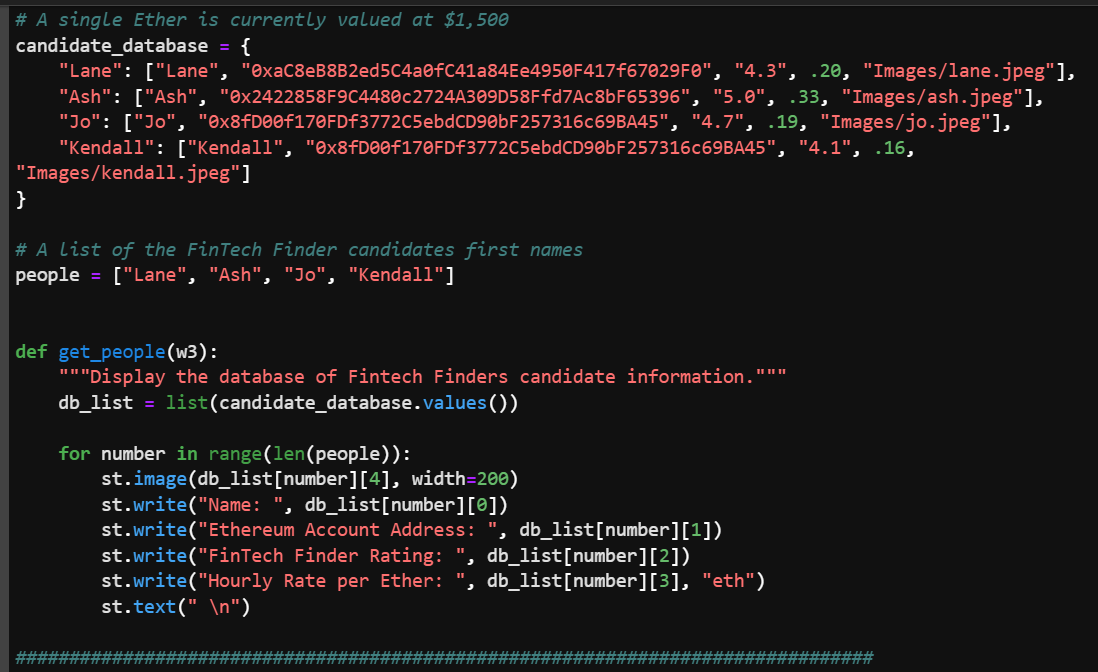 # A single Ether is currently valued at $1,500
candidate_database = {
    "Lane": ["Lane", "0xaC8eB8B2ed5C4a0fC41a84Ee4950F417f67029F0", "4.3", .20, "Images/lane.jpeg"],
    "Ash": ["Ash", "0x2422858F9C4480c2724A309D58Ffd7Ac8bF65396", "5.0", .33, "Images/ash.jpeg"],
    "Jo": ["Jo", "0x8fD00f170FDf3772C5ebdCD90bF257316c69BA45", "4.7", .19, "Images/jo.jpeg"],
    "Kendall": ["Kendall", "0x8fD00f170FDf3772C5ebdCD90bF257316c69BA45", "4.1", .16,
"Images/kendall.jpeg"]
}

# A list of the FinTech Finder candidates first names
people = ["Lane", "Ash", "Jo", "Kendall"]


def get_people(w3):
    """Display the database of Fintech Finders candidate information."""
    db_list = list(candidate_database.values())

    for number in range(len(people)):
        st.image(db_list[number][4], width=200)
        st.write("Name: ", db_list[number][0])
        st.write("Ethereum Account Address: ", db_list[number][1])
        st.write("FinTech Finder Rating: ", db_list[number][2])
        st.write("Hourly Rate per Ether: ", db_list[number][3], "eth")
        st.text(" \n")

################################################################################